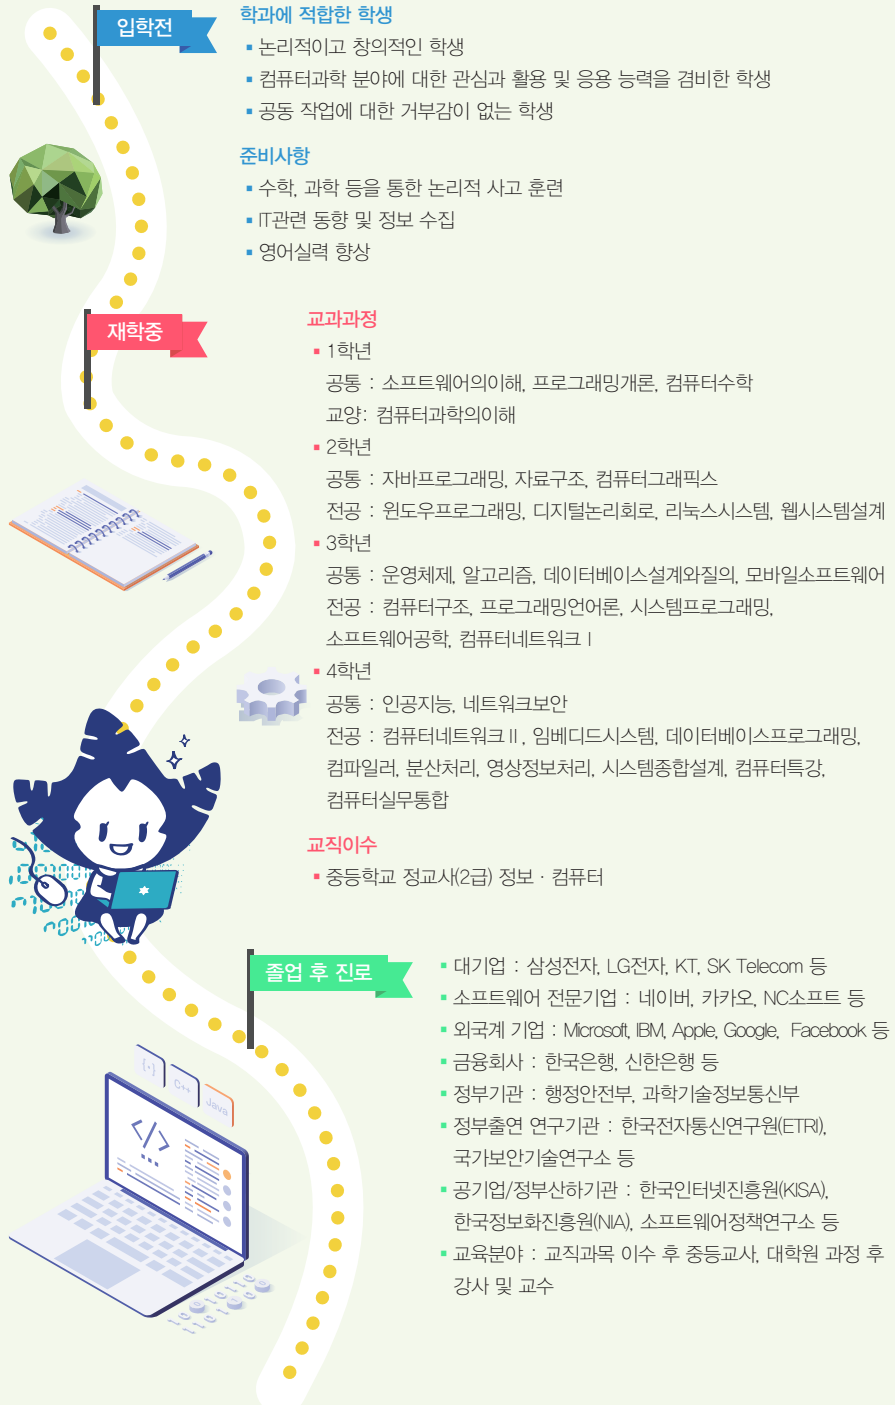 입학전
학과에 적합한 학생
논리적이고 창의적인 학생
컴퓨터과학 분야에 대한 관심과 활용 및 응용 능력을 겸비한 학생
공동 작업에 대한 거부감이 없는 학생
준비사항
수학, 과학 등을 통한 논리적 사고 훈련
IT관련 동향 및 정보 수집
영어실력 향상
재학중
교과과정
1학년
공통 : 소프트웨어의이해, 프로그래밍개론, 컴퓨터수학
교양: 컴퓨터과학의이해
2학년
공통 : 자바프로그래밍, 자료구조, 컴퓨터그래픽스
전공 : 윈도우프로그래밍, 디지털논리회로, 리눅스시스템, 웹시스템설계
3학년
공통 : 운영체제, 알고리즘, 데이터베이스설계와질의, 모바일소프트웨어
전공 : 컴퓨터구조, 프로그래밍언어론, 시스템프로그래밍,
소프트웨어공학, 컴퓨터네트워크Ⅰ
4학년
공통 : 인공지능, 네트워크보안
전공 : 컴퓨터네트워크Ⅱ, 임베디드시스템, 데이터베이스프로그래밍,
컴파일러, 분산처리, 영상정보처리, 시스템종합설계, 컴퓨터특강,
컴퓨터실무통합
교직이수
중등학교 정교사(2급) 정보 · 컴퓨터
졸업 후 진로
대기업 : 삼성전자, LG전자, KT, SK Telecom 등
소프트웨어 전문기업 : 네이버, 카카오, NC소프트 등
외국계 기업 : Microsoft, IBM, Apple, Google, Facebook 등
금융회사 : 한국은행, 신한은행 등
정부기관 : 행정안전부, 과학기술정보통신부
정부출연 연구기관 : 한국전자통신연구원(ETRI),
국가보안기술연구소 등
공기업/정부산하기관 : 한국인터넷진흥원(KISA),
한국정보화진흥원(NIA), 소프트웨어정책연구소 등
교육분야 : 교직과목 이수 후 중등교사, 대학원 과정 후
강사 및 교수
{·}
C++
Java